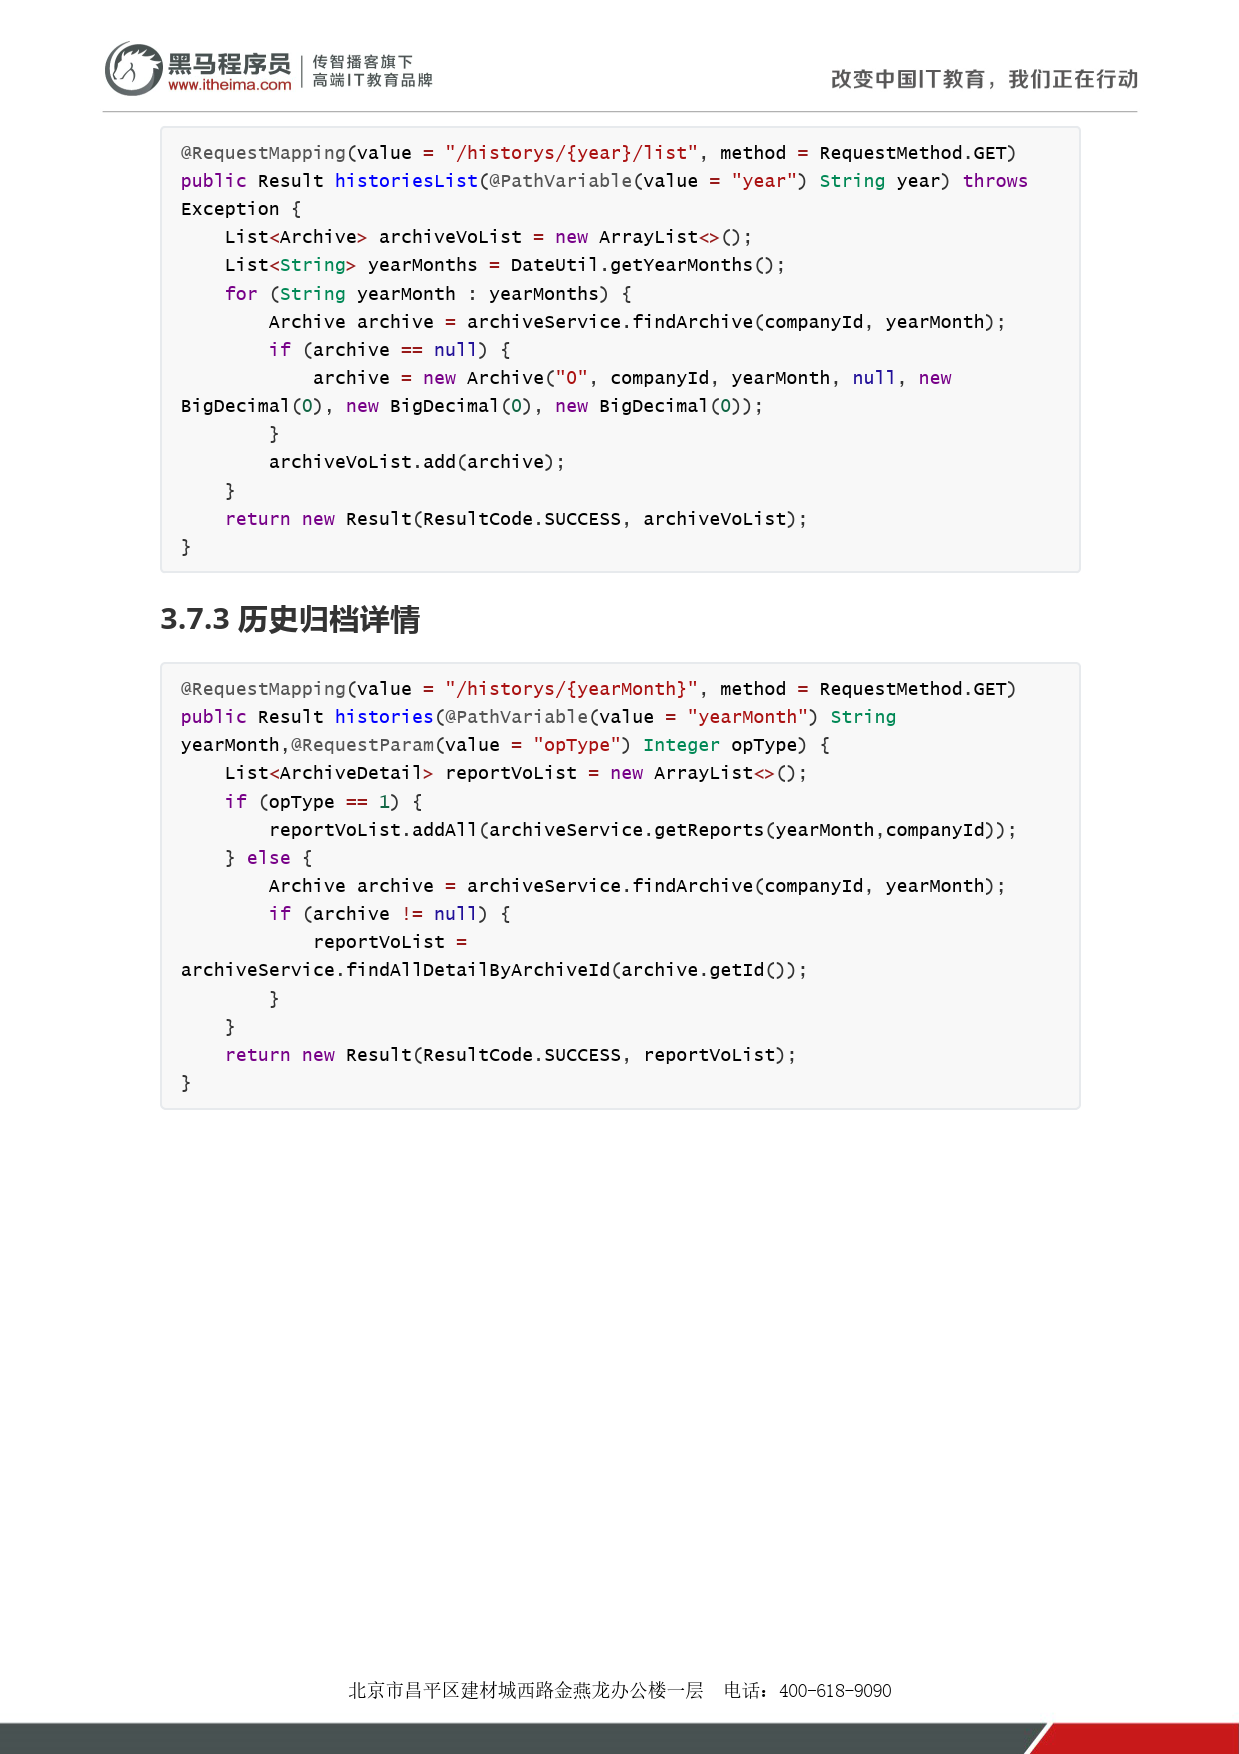 黑马程序员
www.itheima.com
传智播客旗下
高端IT教育品牌
改变中国IT教育，我们正在行动
@RequestMapping(value = "/historys/{year}/list", method = RequestMethod.GET)
public Result historiesList(@PathVariable(value = "year") String year) throws
Exception {
    List<Archive> archiveVoList = new ArrayList<>();
    List<String> yearMonths = DateUtil.getYearMonths();
    for (String yearMonth : yearMonths) {
        Archive archive = archiveService.findArchive(companyId, yearMonth);
        if (archive == null) {
            archive = new Archive("0", companyId, yearMonth, null, new
BigDecimal(0), new BigDecimal(0), new BigDecimal(0));
        }
        archiveVoList.add(archive);
    }
    return new Result(ResultCode.SUCCESS, archiveVoList);
}
3.7.3 历史归档详情
@RequestMapping(value = "/historys/{yearMonth}", method = RequestMethod.GET)
public Result histories(@PathVariable(value = "yearMonth") String
yearMonth,@RequestParam(value = "opType") Integer opType) {
    List<ArchiveDetail> reportVoList = new ArrayList<>();
    if (opType == 1) {
        reportVoList.addAll(archiveService.getReports(yearMonth,companyId));
    } else {
        Archive archive = archiveService.findArchive(companyId, yearMonth);
        if (archive != null) {
            reportVoList =
archiveService.findAllDetailByArchiveId(archive.getId());
        }
    }
    return new Result(ResultCode.SUCCESS, reportVoList);
}
北京市昌平区建材城西路金燕龙办公楼一层 电话：400-618-9090